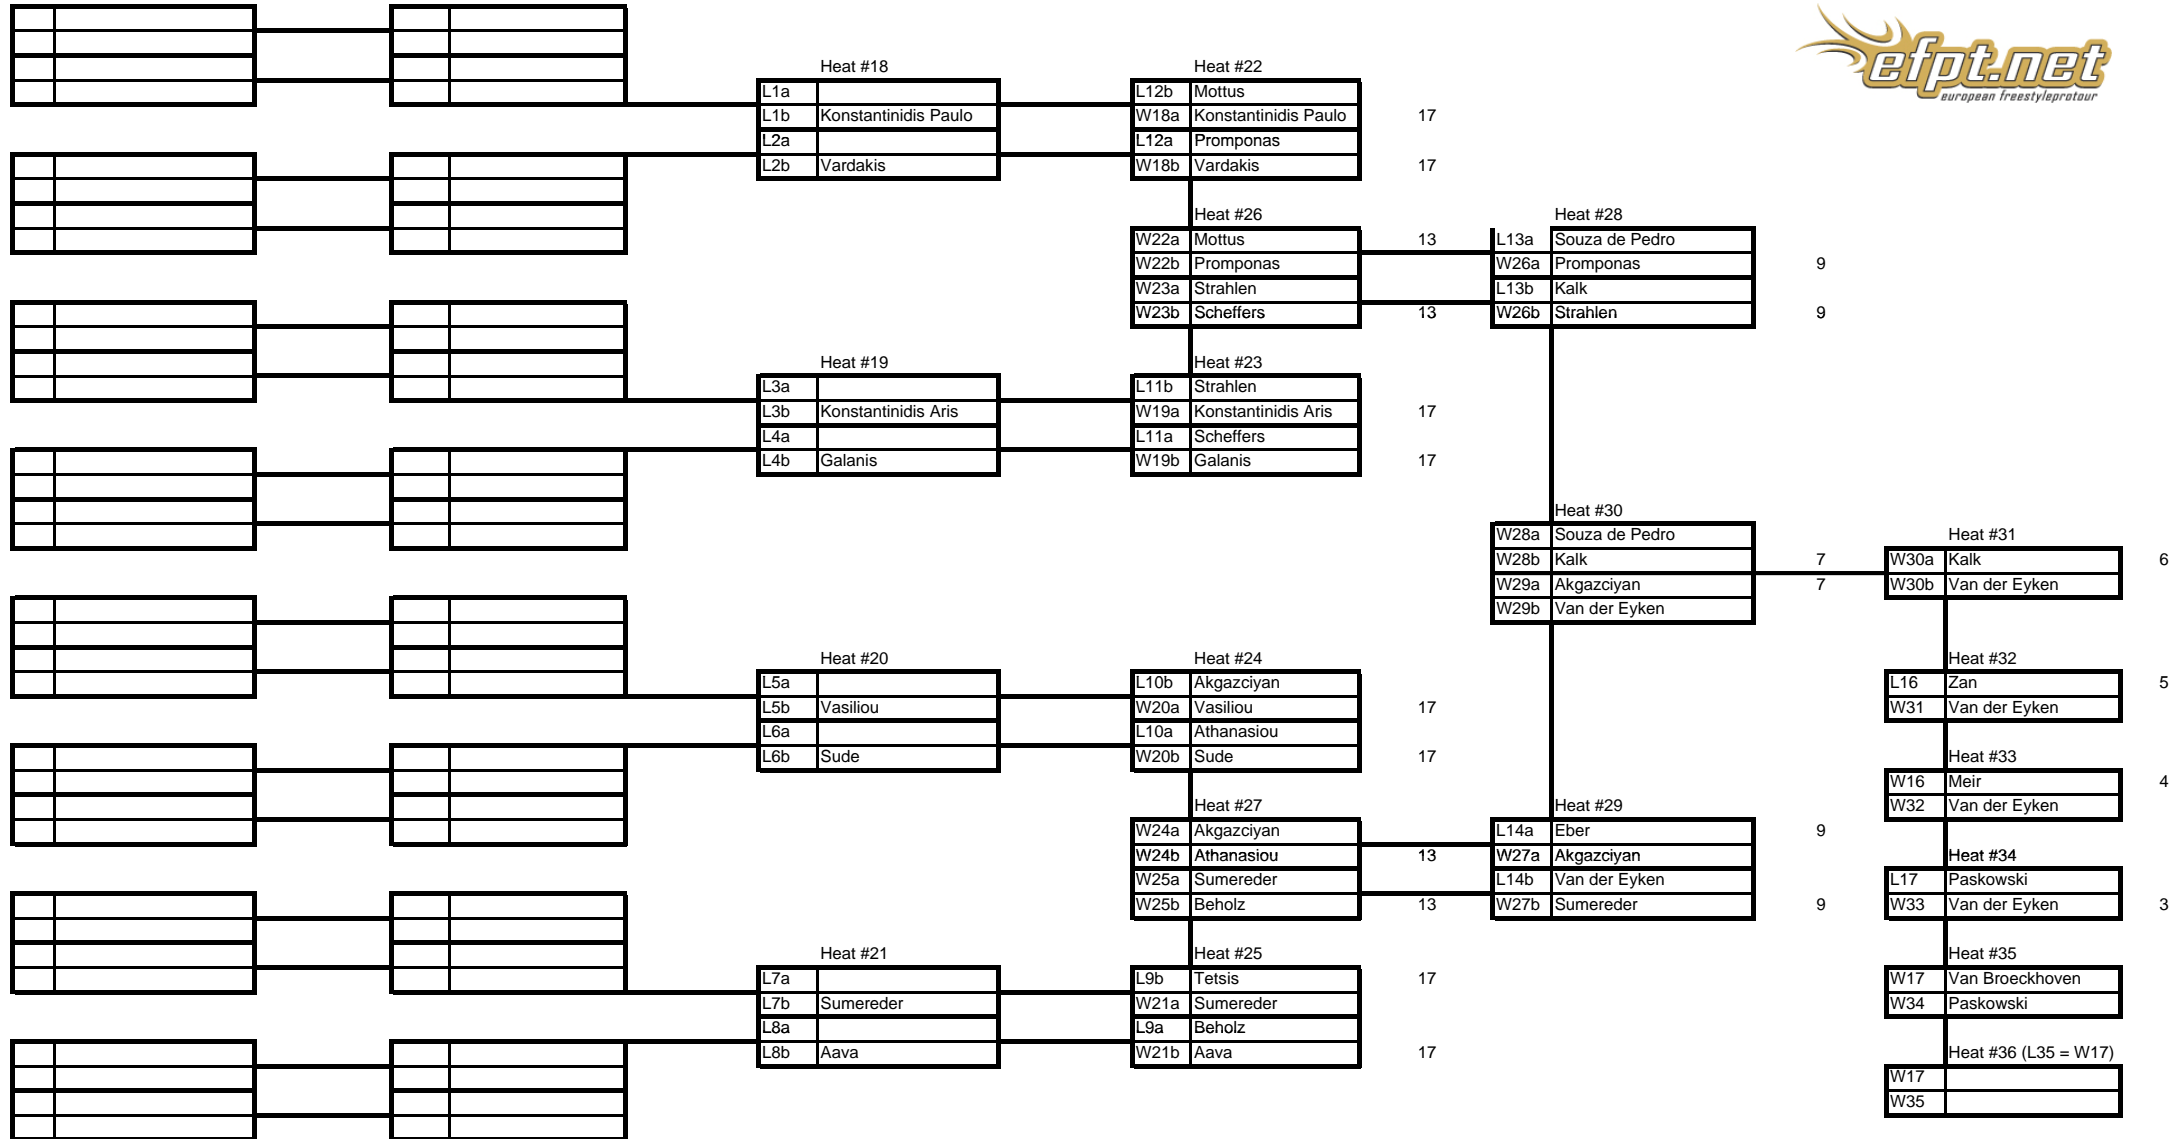 efpt.net
european freestyleprotour
Heat #18
L1a
L1b Konstantinidis Paulo
L2a
L2b Vardakis
Heat #22
L12b Mottus
W18a Konstantinidis Paulo 17
L12a Promponas
W18b Vardakis 17
Heat #26
W22a Mottus 13
W22b Promponas
W23a Strahlen
W23b Scheffers 13
Heat #28
L13a Souza de Pedro
W26a Promponas 9
L13b Kalk
W26b Strahlen 9
Heat #19
L3a
L3b Konstantinidis Aris
L4a
L4b Galanis
Heat #23
L11b Strahlen
W19a Konstantinidis Aris 17
L11a Scheffers
W19b Galanis 17
Heat #30
W28a Souza de Pedro
W28b Kalk 7
W29a Akgazciyan 7
W29b Van der Eyken
Heat #31
W30a Kalk 6
W30b Van der Eyken
Heat #20
L5a
L5b Vasiliou
L6a
L6b Sude
Heat #24
L10b Akgazciyan
W20a Vasiliou 17
L10a Athanasiou
W20b Sude 17
Heat #32
L16 Zan 5
W31 Van der Eyken
Heat #33
W16 Meir 4
W32 Van der Eyken
Heat #27
W24a Akgazciyan
W24b Athanasiou 13
W25a Sumereder
W25b Beholz 13
Heat #29
L14a Eber 9
W27a Akgazciyan
L14b Van der Eyken
W27b Sumereder 9
Heat #34
L17 Paskowski
W33 Van der Eyken 3
Heat #21
L7a
L7b Sumereder
L8a
L8b Aava
Heat #25
L9b Tetsis 17
W21a Sumereder
L9a Beholz
W21b Aava 17
Heat #35
W17 Van Broeckhoven
W34 Paskowski
Heat #36 (L35 = W17)
W17
W35